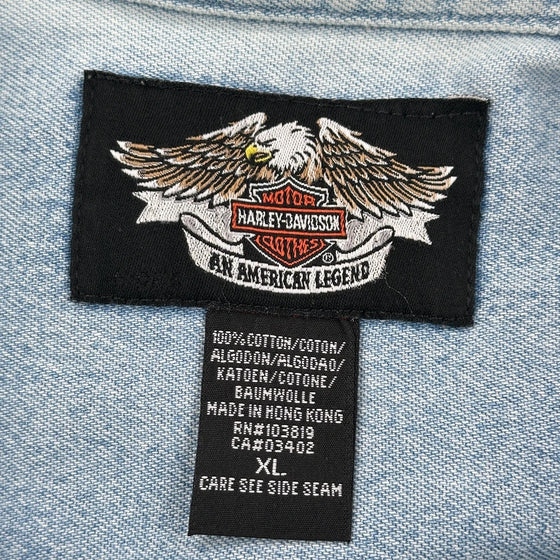 MOTOR
HARLEY-DAVIDSON
CLOTHES
®
AN AMERICAN LEGEND
100% COTTON/COTON/
ALGODON/ALGODAO/
KATOEN/COTONE/
BAUMWOLLE
MADE IN HONG KONG
RN#103819
CA#03402
XL
CARE SEE SIDE SEAM